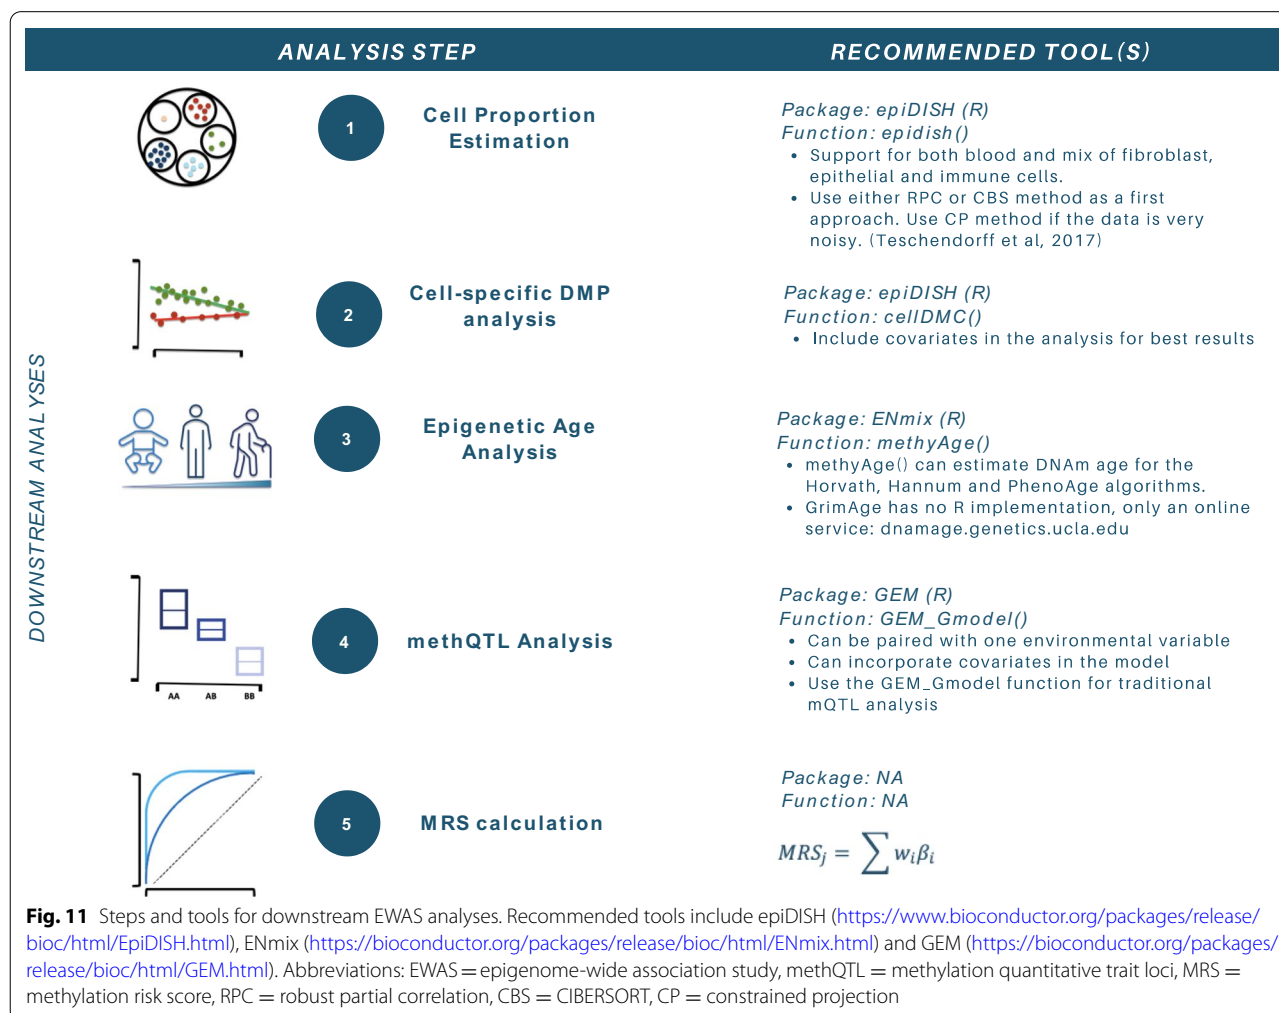 ANALYSIS STEP
RECOMMENDED TOOL(S)
DOWNSTREAM ANALYSES
1
Cell Proportion
Estimation
Package: epiDISH (R)
Function: epidish()
• Support for both blood and mix of fibroblast,
epithelial and immune cells.
• Use either RPC or CBS method as a first
approach. Use CP method if the data is very
noisy. (Teschendorff et al, 2017)
2
Cell-specific DMP
analysis
Package: epiDISH (R)
Function: cellDMC()
• Include covariates in the analysis for best results
3
Epigenetic Age
Analysis
Package: ENmix (R)
Function: methyAge()
• methyAge() can estimate DNAm age for the
Horvath, Hannum and PhenoAge algorithms.
• GrimAge has no R implementation, only an online
service: dnamage.genetics.ucla.edu
AA AB BB
4
methQTL Analysis
Package: GEM (R)
Function: GEM_Gmodel()
• Can be paired with one environmental variable
• Can incorporate covariates in the model
• Use the GEM_Gmodel function for traditional
mQTL analysis
5
MRS calculation
Package: NA
Function: NA
MRSⱼ = ∑ wᵢβᵢ
Fig. 11 Steps and tools for downstream EWAS analyses. Recommended tools include epiDISH (https://www.bioconductor.org/packages/release/
bioc/html/EpiDISH.html), ENmix (https://bioconductor.org/packages/release/bioc/html/ENmix.html) and GEM (https://bioconductor.org/packages/
release/bioc/html/GEM.html). Abbreviations: EWAS = epigenome-wide association study, methQTL = methylation quantitative trait loci, MRS =
methylation risk score, RPC = robust partial correlation, CBS = CIBERSORT, CP = constrained projection